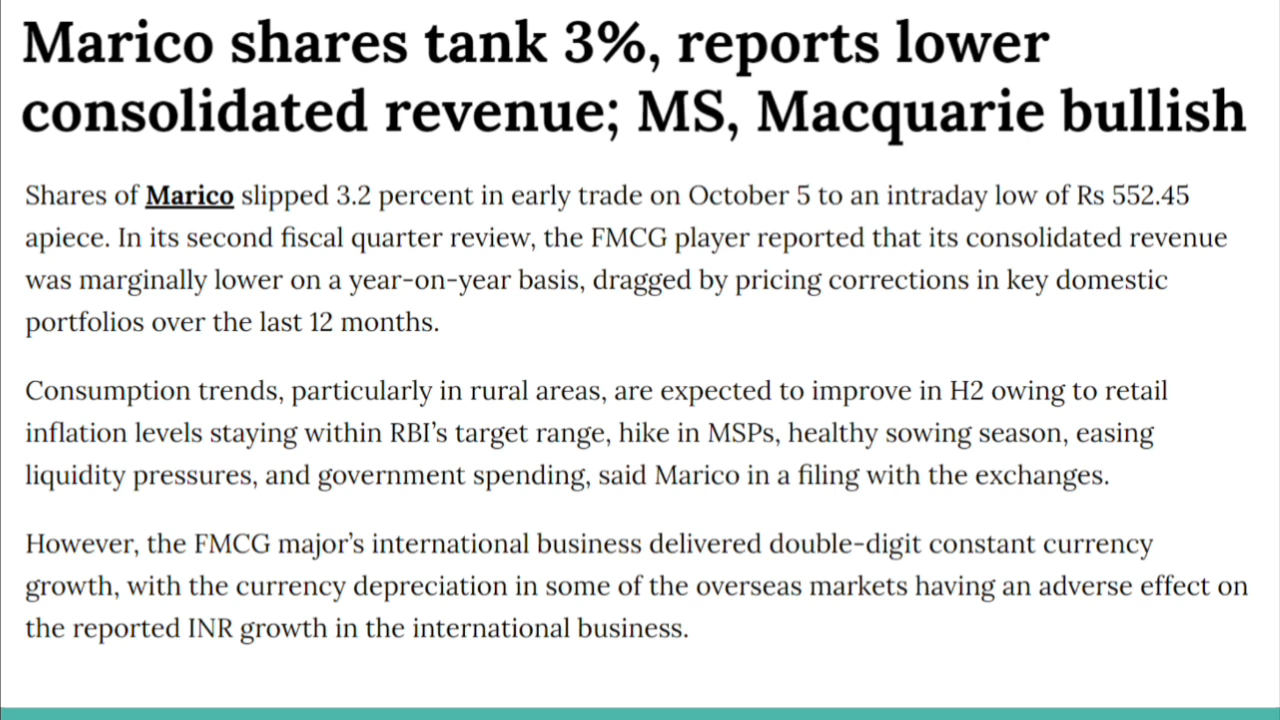 Marico shares tank 3%, reports lower
consolidated revenue; MS, Macquarie bullish
Shares of Marico slipped 3.2 percent in early trade on October 5 to an intraday low of Rs 552.45
apiece. In its second fiscal quarter review, the FMCG player reported that its consolidated revenue
was marginally lower on a year-on-year basis, dragged by pricing corrections in key domestic
portfolios over the last 12 months.
Consumption trends, particularly in rural areas, are expected to improve in H2 owing to retail
inflation levels staying within RBI’s target range, hike in MSPs, healthy sowing season, easing
liquidity pressures, and government spending, said Marico in a filing with the exchanges.
However, the FMCG major’s international business delivered double-digit constant currency
growth, with the currency depreciation in some of the overseas markets having an adverse effect on
the reported INR growth in the international business.